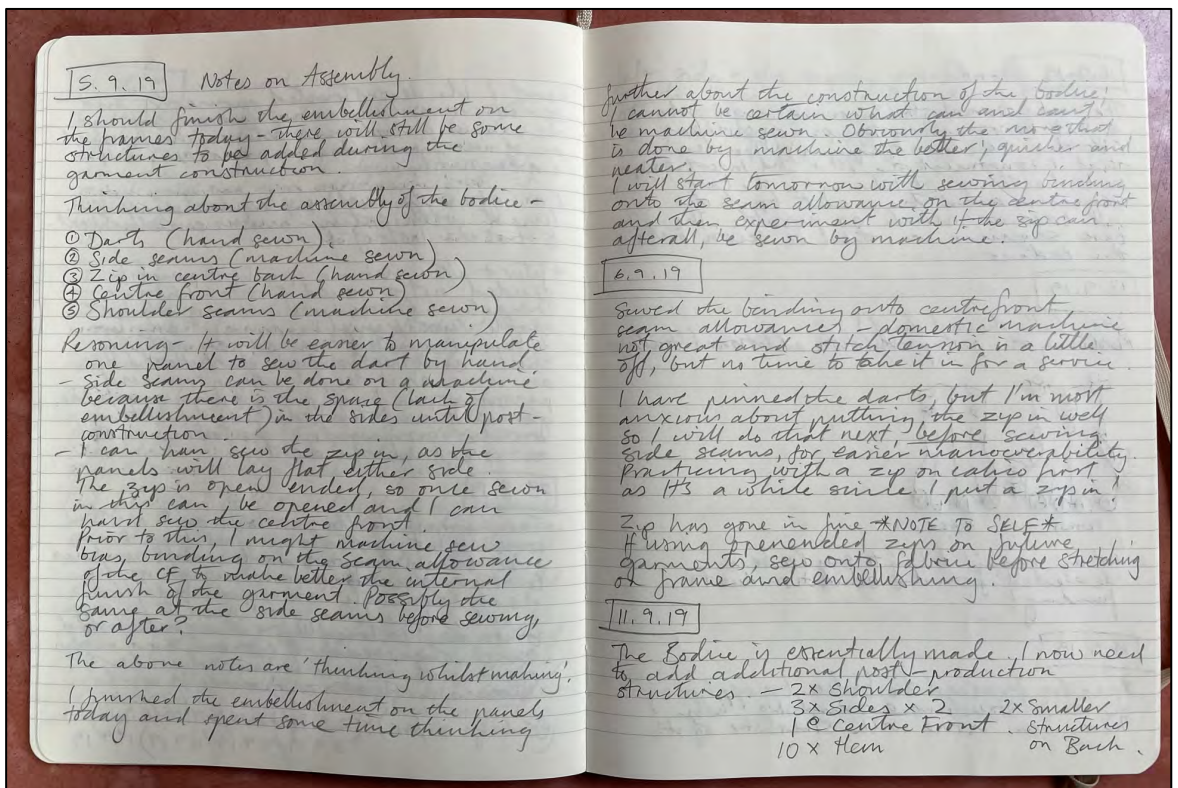 5.9.19 Notes on Assembly.
I should finish the embellishment on
the frames today - there will still be some
structures to be added during the
garment construction.
Thinking about the assembly of the bodice -
① Darts (hand sewn).
② Side seams (machine sewn)
③ Zip in centre back (hand sewn)
④ Centre front (hand sewn)
⑤ Shoulder seams (machine sewn)
Resoning - It will be easier to manipulate
one panel to sew the dart by hand.
- Side seams can be done on a machine
because there is the space (lack of
embellishment) in the sides until post-
construction.
- I can han sew the zip in, as the
panels will lay flat either side.
The zip is open ended, so once sewn
in this can be opened and I can
hand sew the centre front.
Prior to this, I might machine sew
bias binding on the seam allowance
of the CF to make better the internal
finish of the garment. Possibly the
same at the side seams before sewing,
or after?
The above notes are 'thinking whilst making'.
I finished the embellishment on the panels
today and spent some time thinking
further about the construction of the bodice;
I cannot be certain what can and cant
be machine sewn. Obviously the more that
is done by machine the better, quicker and
neater.
I will start tomorrow with sewing binding
onto the seam allowance, on the centre front
and then experiment with if the zip can,
afterall, be sewn by machine.
6.9.19
Sewed the binding onto centre front
seam allowances - domestic machine
not great and stitch tension is a little
off, but no time to take it in for a service.
I have pinned the darts, but I'm most
anxious about putting the zip in well
so I will do that next, before sewing
side seams, for easier manoeverability.
Practicing with a zip on calico first
as it's a while since I put a zip in!
Zip has gone in fine *NOTE TO SELF*
If using openended zips on future
garments, sew onto fabric before stretching
on frame and embellishing.
11.9.19
The Bodice is essentially made. I now need
to add additional post-production
structures. - 2x Shoulder
3x Sides x 2 2x Smaller
1 @ Centre Front. structures
10 x Hem on Back.